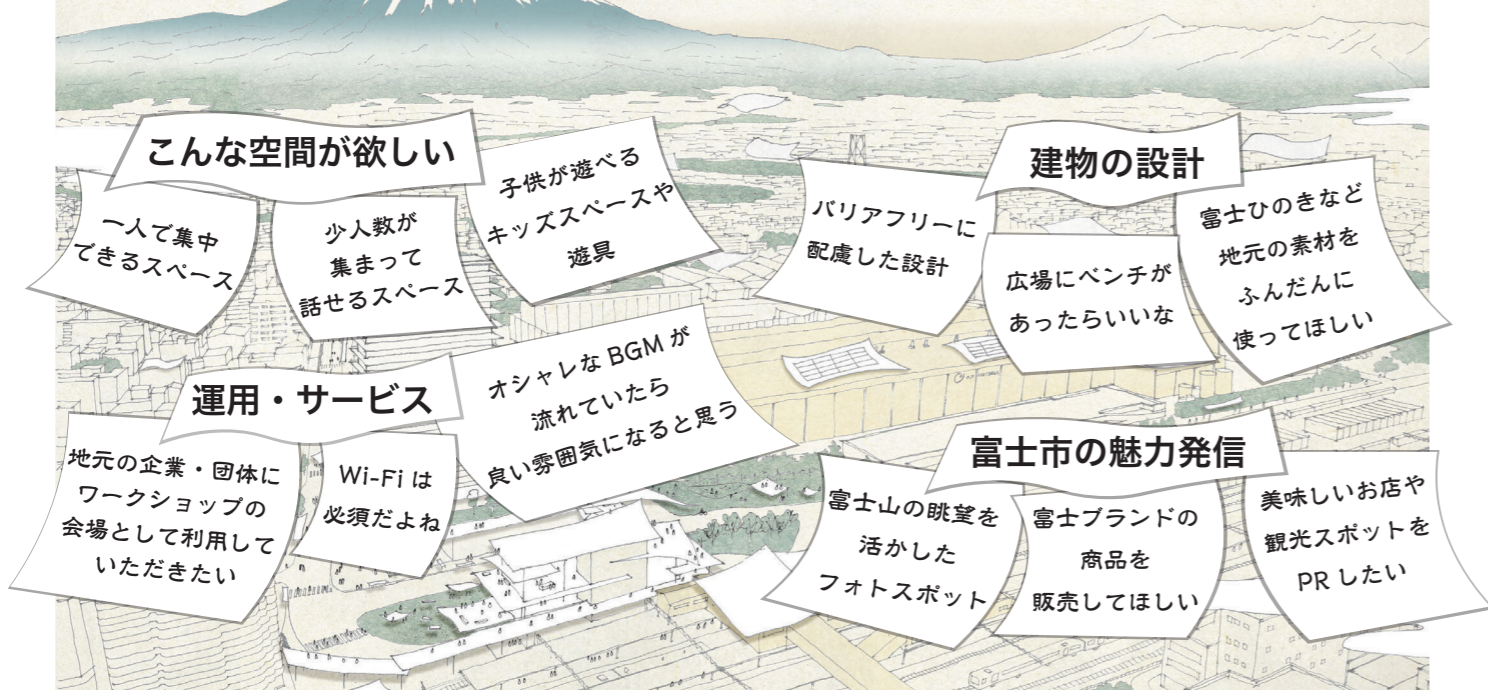 こんな空間が欲しい
一人で集中
できるスペース
少人数が
集まって
話せるスペース
子供が遊べる
キッズスペースや
遊具
建物の設計
バリアフリーに
配慮した設計
広場にベンチが
あったらいいな
富士ひのきなど
地元の素材を
ふんだんに
使ってほしい
運用・サービス
地元の企業・団体に
ワークショップの
会場として利用して
いただきたい
Wi-Fi は
必須だよね
オシャレな BGM が
流れていたら
良い雰囲気になると思う
富士市の魅力発信
富士山の眺望を
活かした
フォトスポット
富士ブランドの
商品を
販売してほしい
美味しいお店や
観光スポットを
PR したい